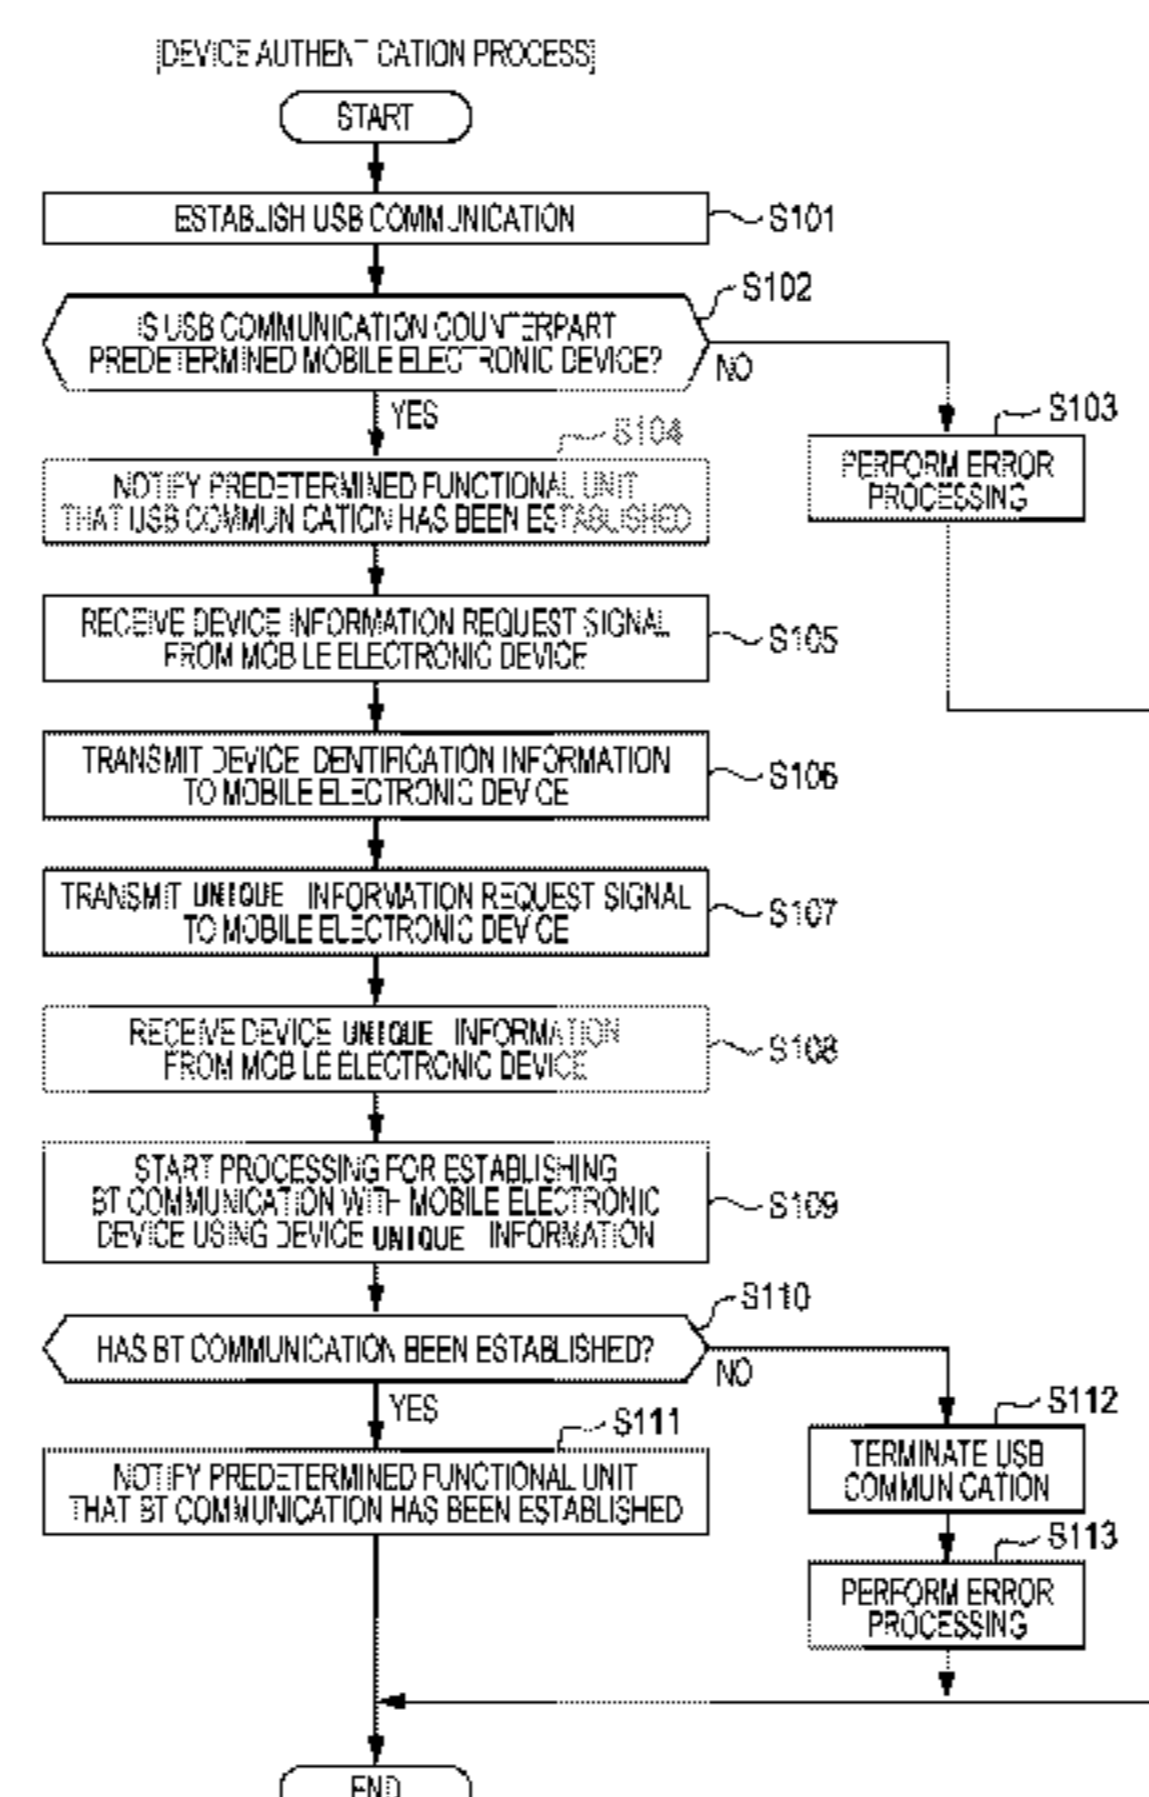 [DEVICE AUTHENTICATION PROCESS]
START
ESTABLISH USB COMMUNICATION
S101
S102
IS USB COMMUNICATION COUNTERPART
PREDETERMINED MOBILE ELECTRONIC DEVICE?
NO
YES
S103
PERFORM ERROR
PROCESSING
S104
NOTIFY PREDETERMINED FUNCTIONAL UNIT
THAT USB COMMUNICATION HAS BEEN ESTABLISHED
RECEIVE DEVICE INFORMATION REQUEST SIGNAL
FROM MOBILE ELECTRONIC DEVICE
S105
TRANSMIT DEVICE IDENTIFICATION INFORMATION
TO MOBILE ELECTRONIC DEVICE
S106
TRANSMIT UNIQUE INFORMATION REQUEST SIGNAL
TO MOBILE ELECTRONIC DEVICE
S107
RECEIVE DEVICE UNIQUE INFORMATION
FROM MOBILE ELECTRONIC DEVICE
S108
START PROCESSING FOR ESTABLISHING
BT COMMUNICATION WITH MOBILE ELECTRONIC
DEVICE USING DEVICE UNIQUE INFORMATION
S109
S110
HAS BT COMMUNICATION BEEN ESTABLISHED?
NO
YES
S111
NOTIFY PREDETERMINED FUNCTIONAL UNIT
THAT BT COMMUNICATION HAS BEEN ESTABLISHED
S112
TERMINATE USB
COMMUNICATION
S113
PERFORM ERROR
PROCESSING
END